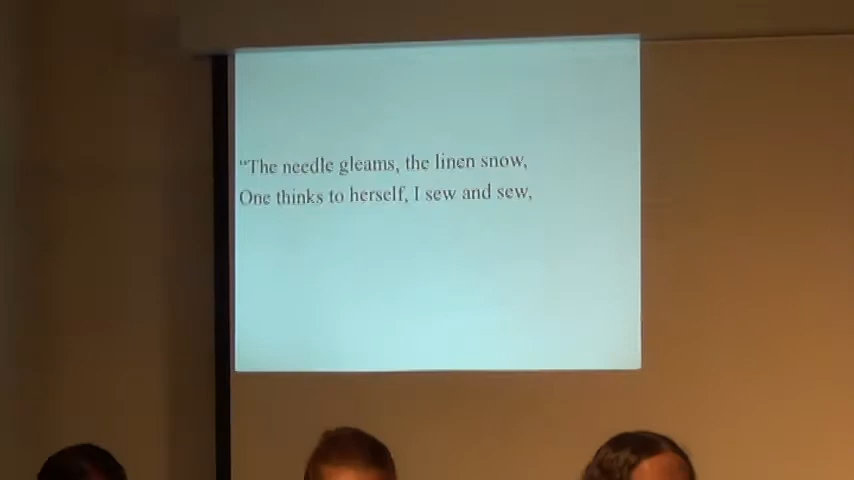 “The needle gleams, the linen snow,
One thinks to herself, I sew and sew,